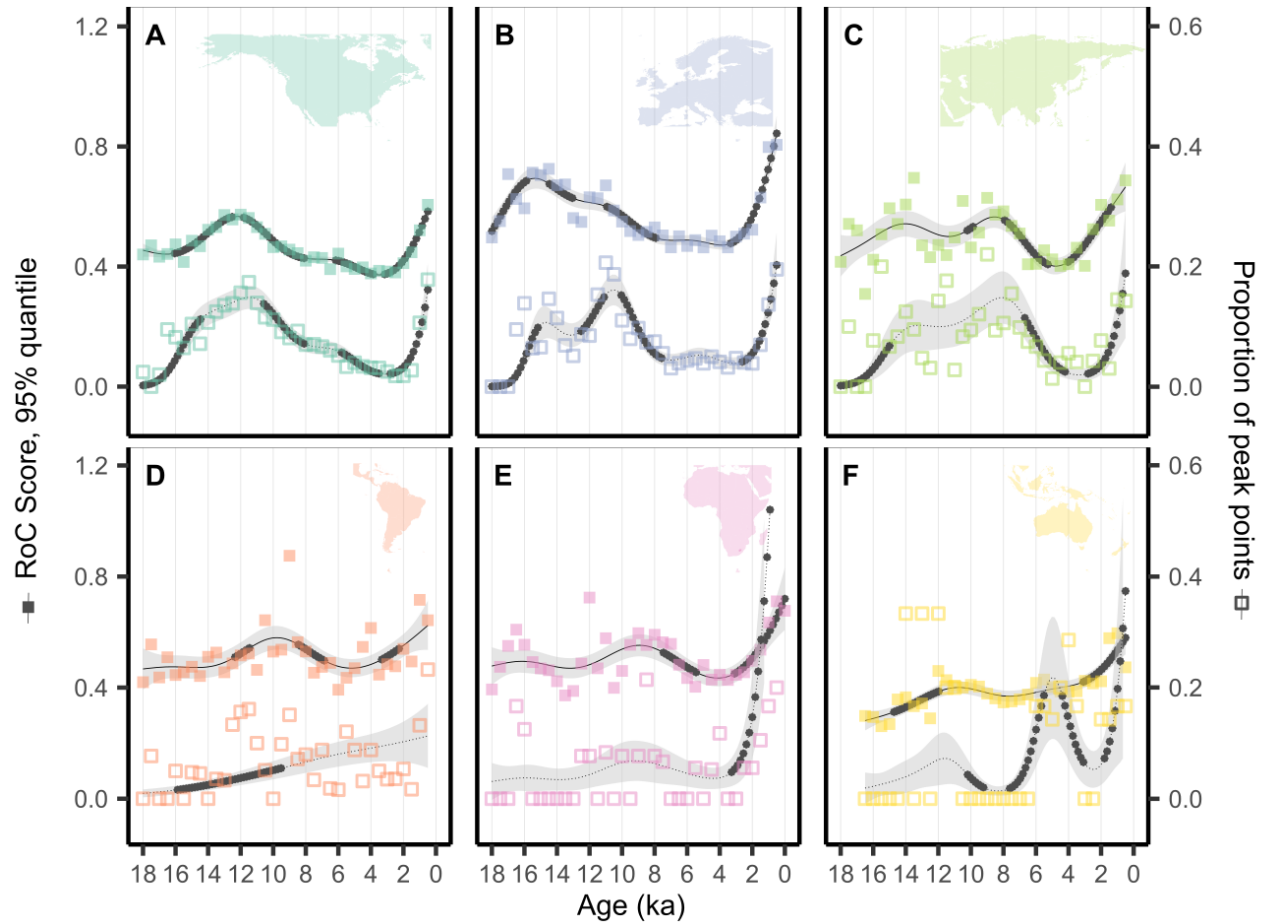 A B C
1.2 0.6
0.8 0.4
0.4 0.2
0.0 0.0
D E F
1.2 0.6
0.8 0.4
0.4 0.2
0.0 0.0
18 16 14 12 10 8 6 4 2 0 18 16 14 12 10 8 6 4 2 0 18 16 14 12 10 8 6 4 2 0
Age (ka)
RoC Score, 95% quantile
Proportion of peak points